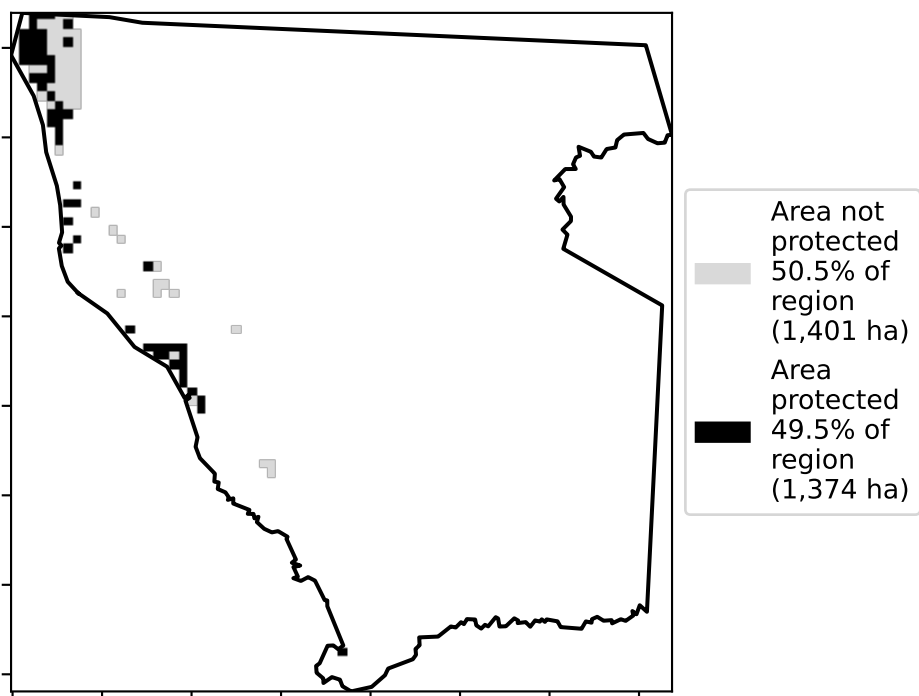 Area not
protected
50.5% of
region
(1,401 ha)
Area
protected
49.5% of
region
(1,374 ha)